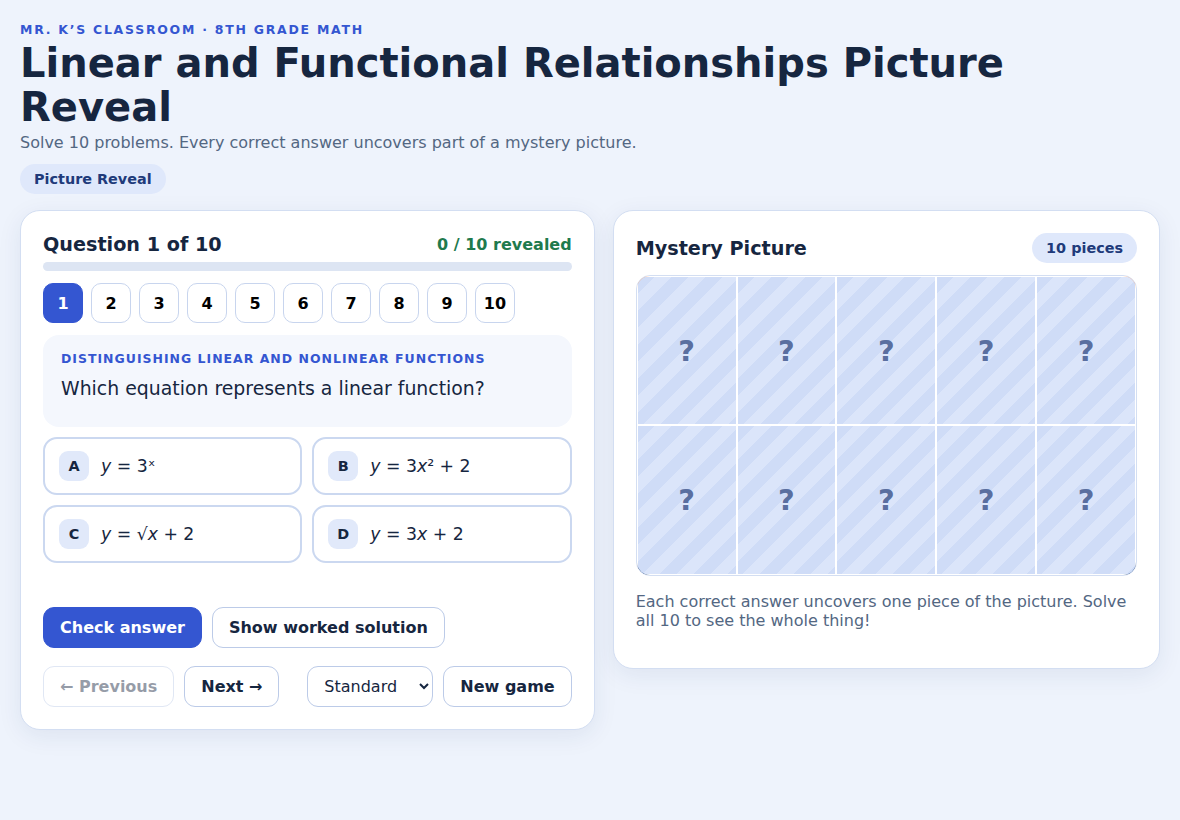 MR. K’S CLASSROOM · 8TH GRADE MATH
Linear and Functional Relationships Picture
Reveal
Solve 10 problems. Every correct answer uncovers part of a mystery picture.
Picture Reveal
Question 1 of 10
0 / 10 revealed
1 2 3 4 5 6 7 8 9 10
DISTINGUISHING LINEAR AND NONLINEAR FUNCTIONS
Which equation represents a linear function?
A y = 3ˣ
B y = 3x² + 2
C y = √x + 2
D y = 3x + 2
Check answer
Show worked solution
← Previous
Next →
Standard
New game
Mystery Picture
10 pieces
? ? ? ? ?
? ? ? ? ?
Each correct answer uncovers one piece of the picture. Solve
all 10 to see the whole thing!